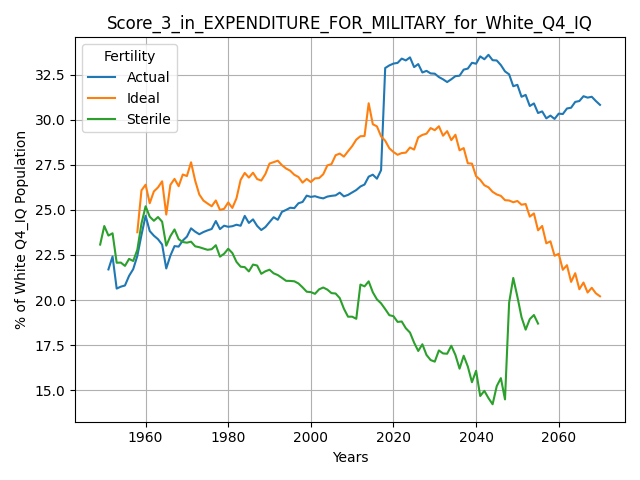 Score_3_in_EXPENDITURE_FOR_MILITARY_for_White_Q4_IQ
Fertility
Actual
Ideal
Sterile
% of White Q4_IQ Population
32.5
30.0
27.5
25.0
22.5
20.0
17.5
15.0
1960 1980 2000 2020 2040 2060
Years